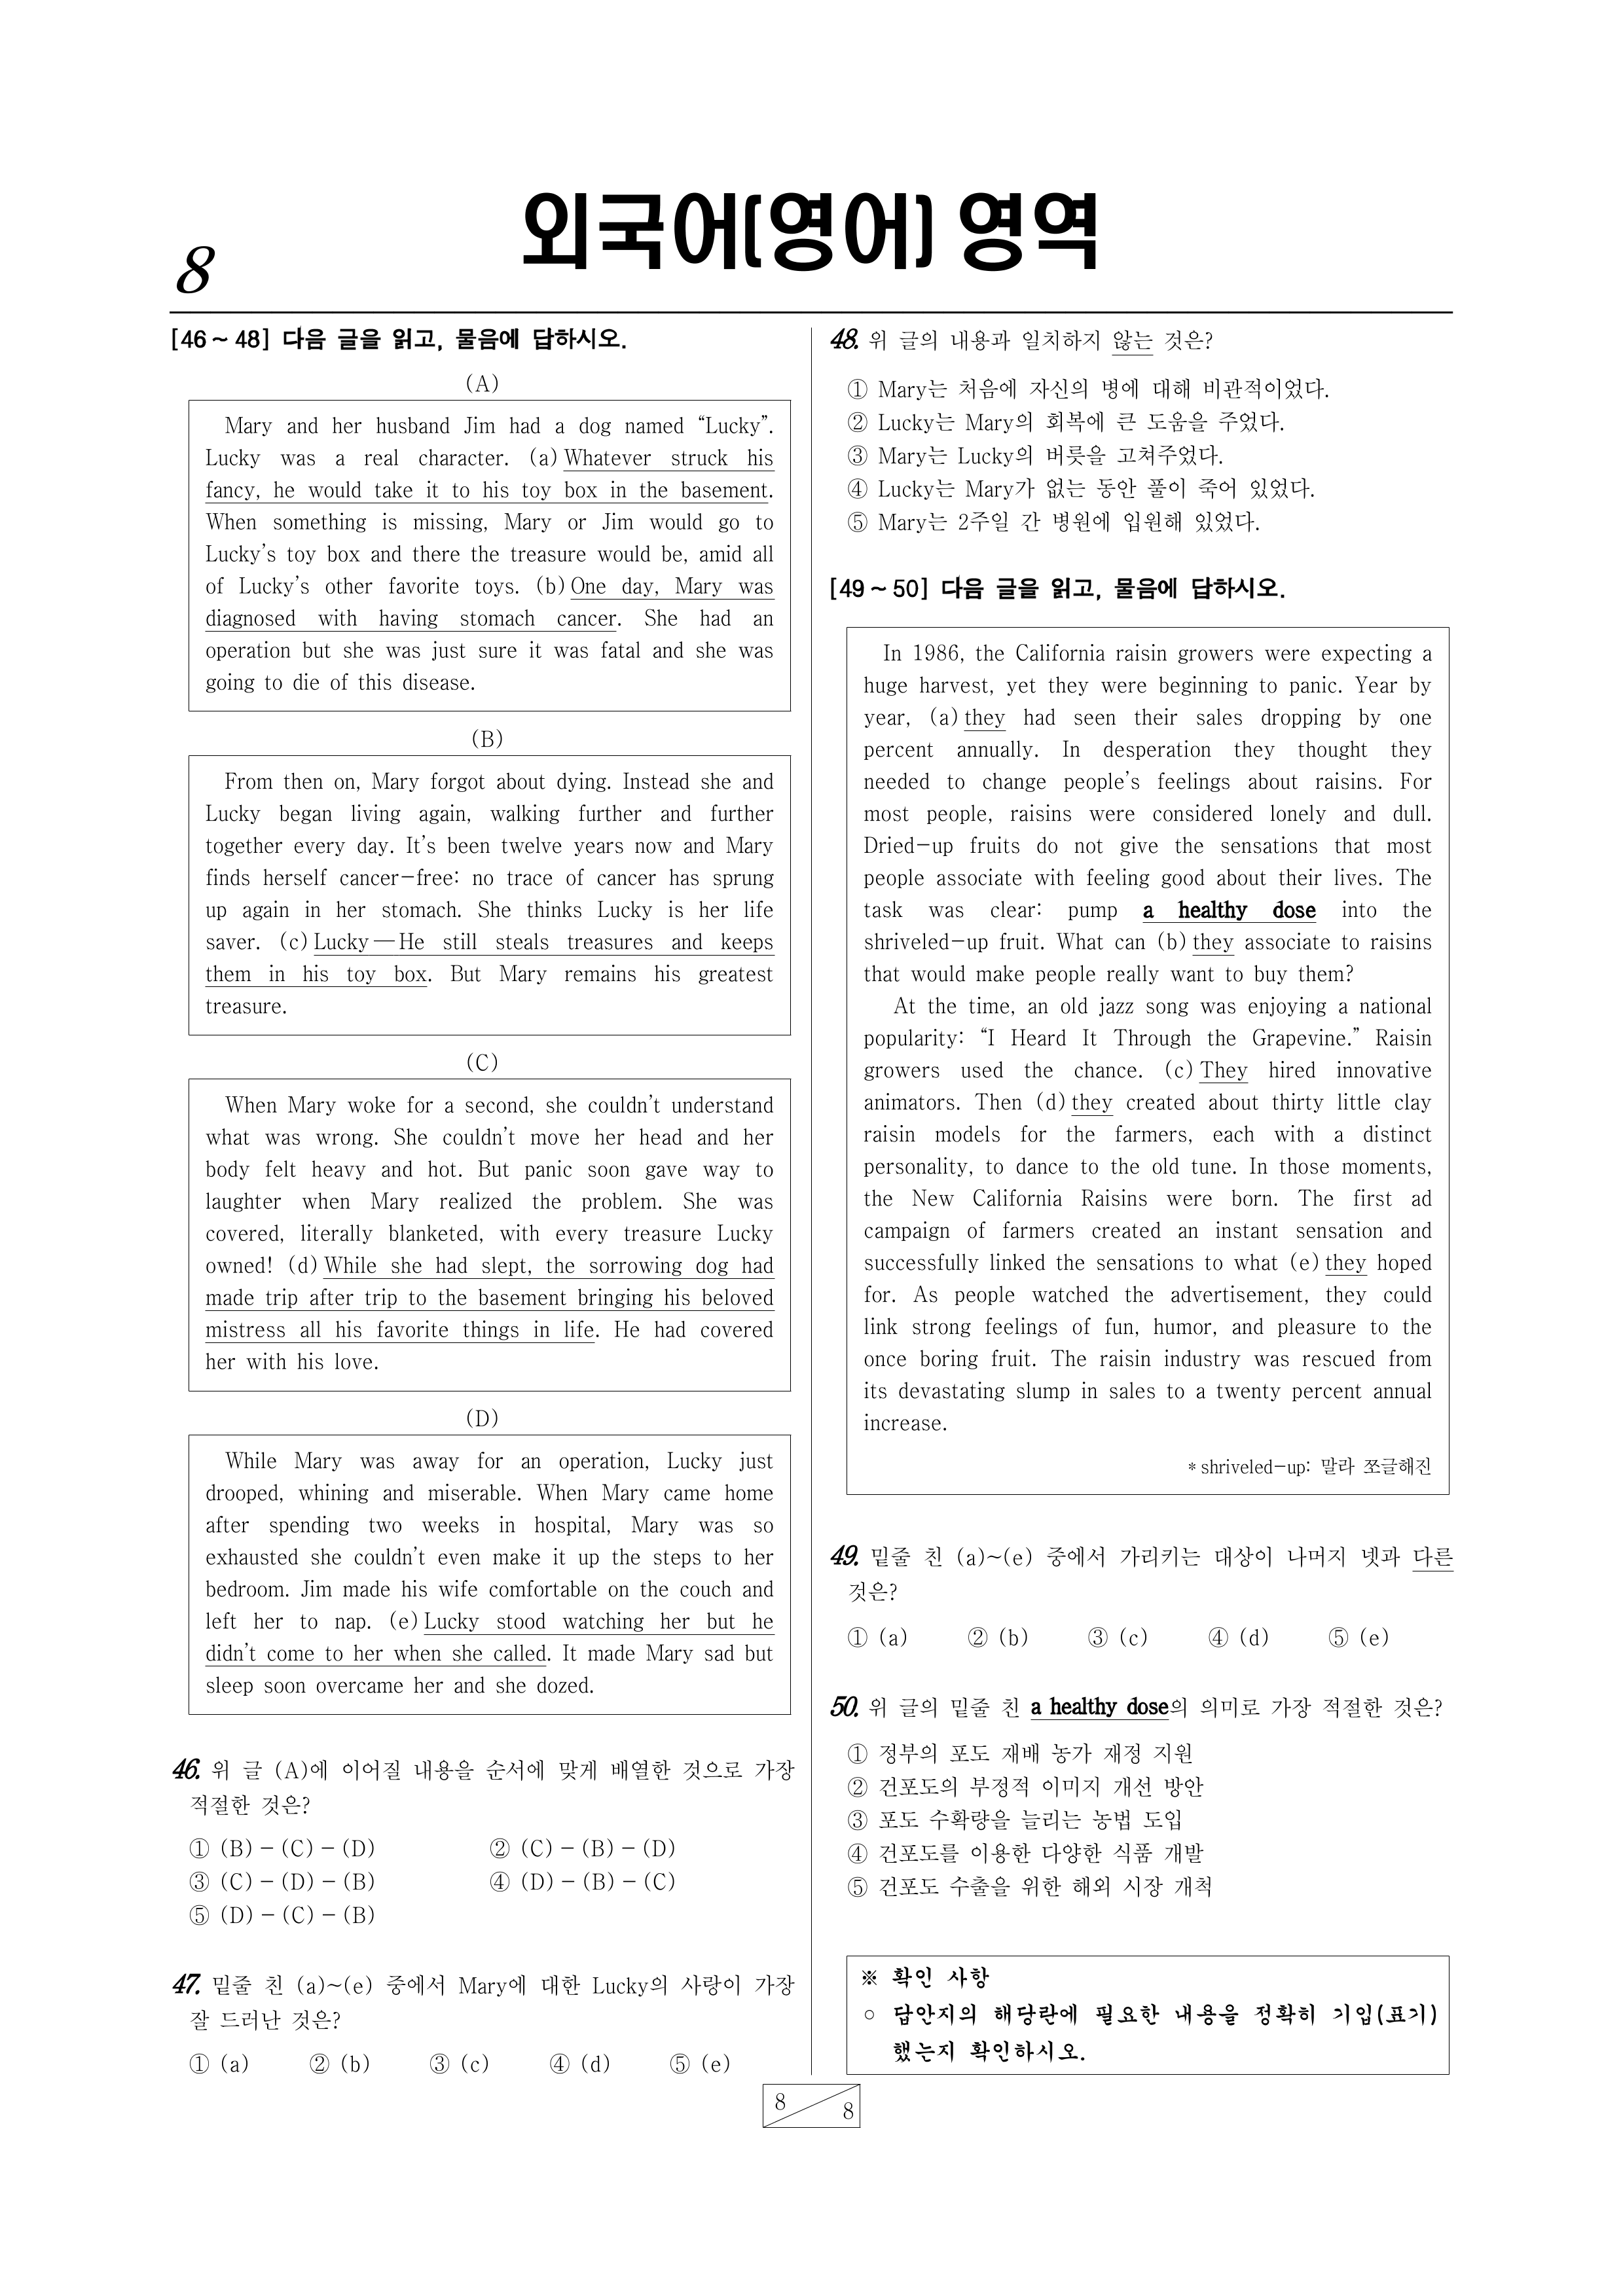 외국어(영어) 영역
8
[46~48] 다음 글을 읽고, 물음에 답하시오.
(A)
Mary and her husband Jim had a dog named “Lucky”.
Lucky was a real character. (a) Whatever struck his
fancy, he would take it to his toy box in the basement.
When something is missing, Mary or Jim would go to
Lucky’s toy box and there the treasure would be, amid all
of Lucky’s other favorite toys. (b) One day, Mary was
diagnosed with having stomach cancer. She had an
operation but she was just sure it was fatal and she was
going to die of this disease.
(B)
From then on, Mary forgot about dying. Instead she and
Lucky began living again, walking further and further
together every day. It’s been twelve years now and Mary
finds herself cancer-free: no trace of cancer has sprung
up again in her stomach. She thinks Lucky is her life
saver. (c) Lucky — He still steals treasures and keeps
them in his toy box. But Mary remains his greatest
treasure.
(C)
When Mary woke for a second, she couldn’t understand
what was wrong. She couldn’t move her head and her
body felt heavy and hot. But panic soon gave way to
laughter when Mary realized the problem. She was
covered, literally blanketed, with every treasure Lucky
owned! (d) While she had slept, the sorrowing dog had
made trip after trip to the basement bringing his beloved
mistress all his favorite things in life. He had covered
her with his love.
(D)
While Mary was away for an operation, Lucky just
drooped, whining and miserable. When Mary came home
after spending two weeks in hospital, Mary was so
exhausted she couldn’t even make it up the steps to her
bedroom. Jim made his wife comfortable on the couch and
left her to nap. (e) Lucky stood watching her but he
didn’t come to her when she called. It made Mary sad but
sleep soon overcame her and she dozed.
46. 위 글 (A)에 이어질 내용을 순서에 맞게 배열한 것으로 가장
적절한 것은?
① (B) - (C) - (D) ② (C) - (B) - (D)
③ (C) - (D) - (B) ④ (D) - (B) - (C)
⑤ (D) - (C) - (B)
47. 밑줄 친 (a)~(e) 중에서 Mary에 대한 Lucky의 사랑이 가장
잘 드러난 것은?
① (a) ② (b) ③ (c) ④ (d) ⑤ (e)
48. 위 글의 내용과 일치하지 않는 것은?
① Mary는 처음에 자신의 병에 대해 비관적이었다.
② Lucky는 Mary의 회복에 큰 도움을 주었다.
③ Mary는 Lucky의 버릇을 고쳐주었다.
④ Lucky는 Mary가 없는 동안 풀이 죽어 있었다.
⑤ Mary는 2주일 간 병원에 입원해 있었다.
[49~50] 다음 글을 읽고, 물음에 답하시오.
In 1986, the California raisin growers were expecting a
huge harvest, yet they were beginning to panic. Year by
year, (a) they had seen their sales dropping by one
percent annually. In desperation they thought they
needed to change people’s feelings about raisins. For
most people, raisins were considered lonely and dull.
Dried-up fruits do not give the sensations that most
people associate with feeling good about their lives. The
task was clear: pump a healthy dose into the
shriveled-up fruit. What can (b) they associate to raisins
that would make people really want to buy them?
At the time, an old jazz song was enjoying a national
popularity: “I Heard It Through the Grapevine.” Raisin
growers used the chance. (c) They hired innovative
animators. Then (d) they created about thirty little clay
raisin models for the farmers, each with a distinct
personality, to dance to the old tune. In those moments,
the New California Raisins were born. The first ad
campaign of farmers created an instant sensation and
successfully linked the sensations to what (e) they hoped
for. As people watched the advertisement, they could
link strong feelings of fun, humor, and pleasure to the
once boring fruit. The raisin industry was rescued from
its devastating slump in sales to a twenty percent annual
increase.
* shriveled-up: 말라 쪼글해진
49. 밑줄 친 (a)~(e) 중에서 가리키는 대상이 나머지 넷과 다른
것은?
① (a) ② (b) ③ (c) ④ (d) ⑤ (e)
50. 위 글의 밑줄 친 a healthy dose의 의미로 가장 적절한 것은?
① 정부의 포도 재배 농가 재정 지원
② 건포도의 부정적 이미지 개선 방안
③ 포도 수확량을 늘리는 농법 도입
④ 건포도를 이용한 다양한 식품 개발
⑤ 건포도 수출을 위한 해외 시장 개척
※ 확인 사항
○ 답안지의 해당란에 필요한 내용을 정확히 기입(표기)
했는지 확인하시오.
8
8